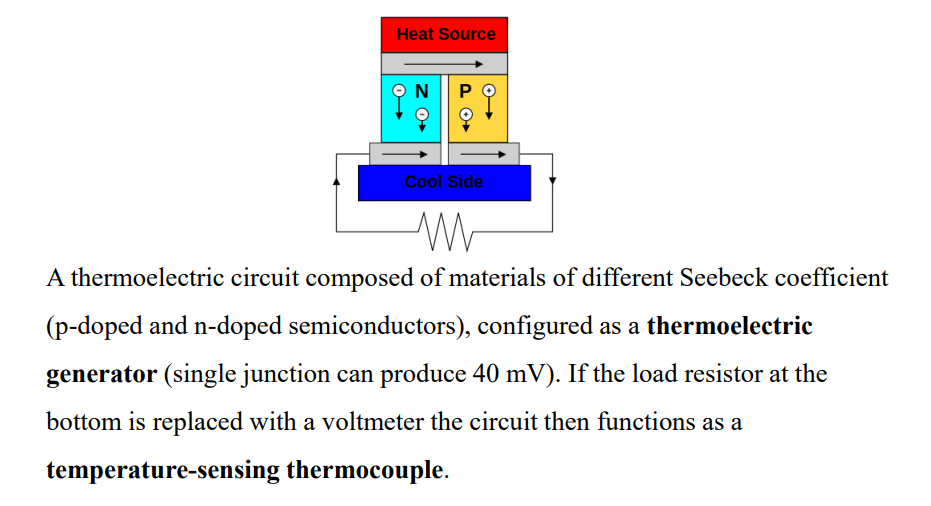 Heat Source
N P
Cool Side
A thermoelectric circuit composed of materials of different Seebeck coefficient
(p-doped and n-doped semiconductors), configured as a thermoelectric
generator (single junction can produce 40 mV). If the load resistor at the
bottom is replaced with a voltmeter the circuit then functions as a
temperature-sensing thermocouple.